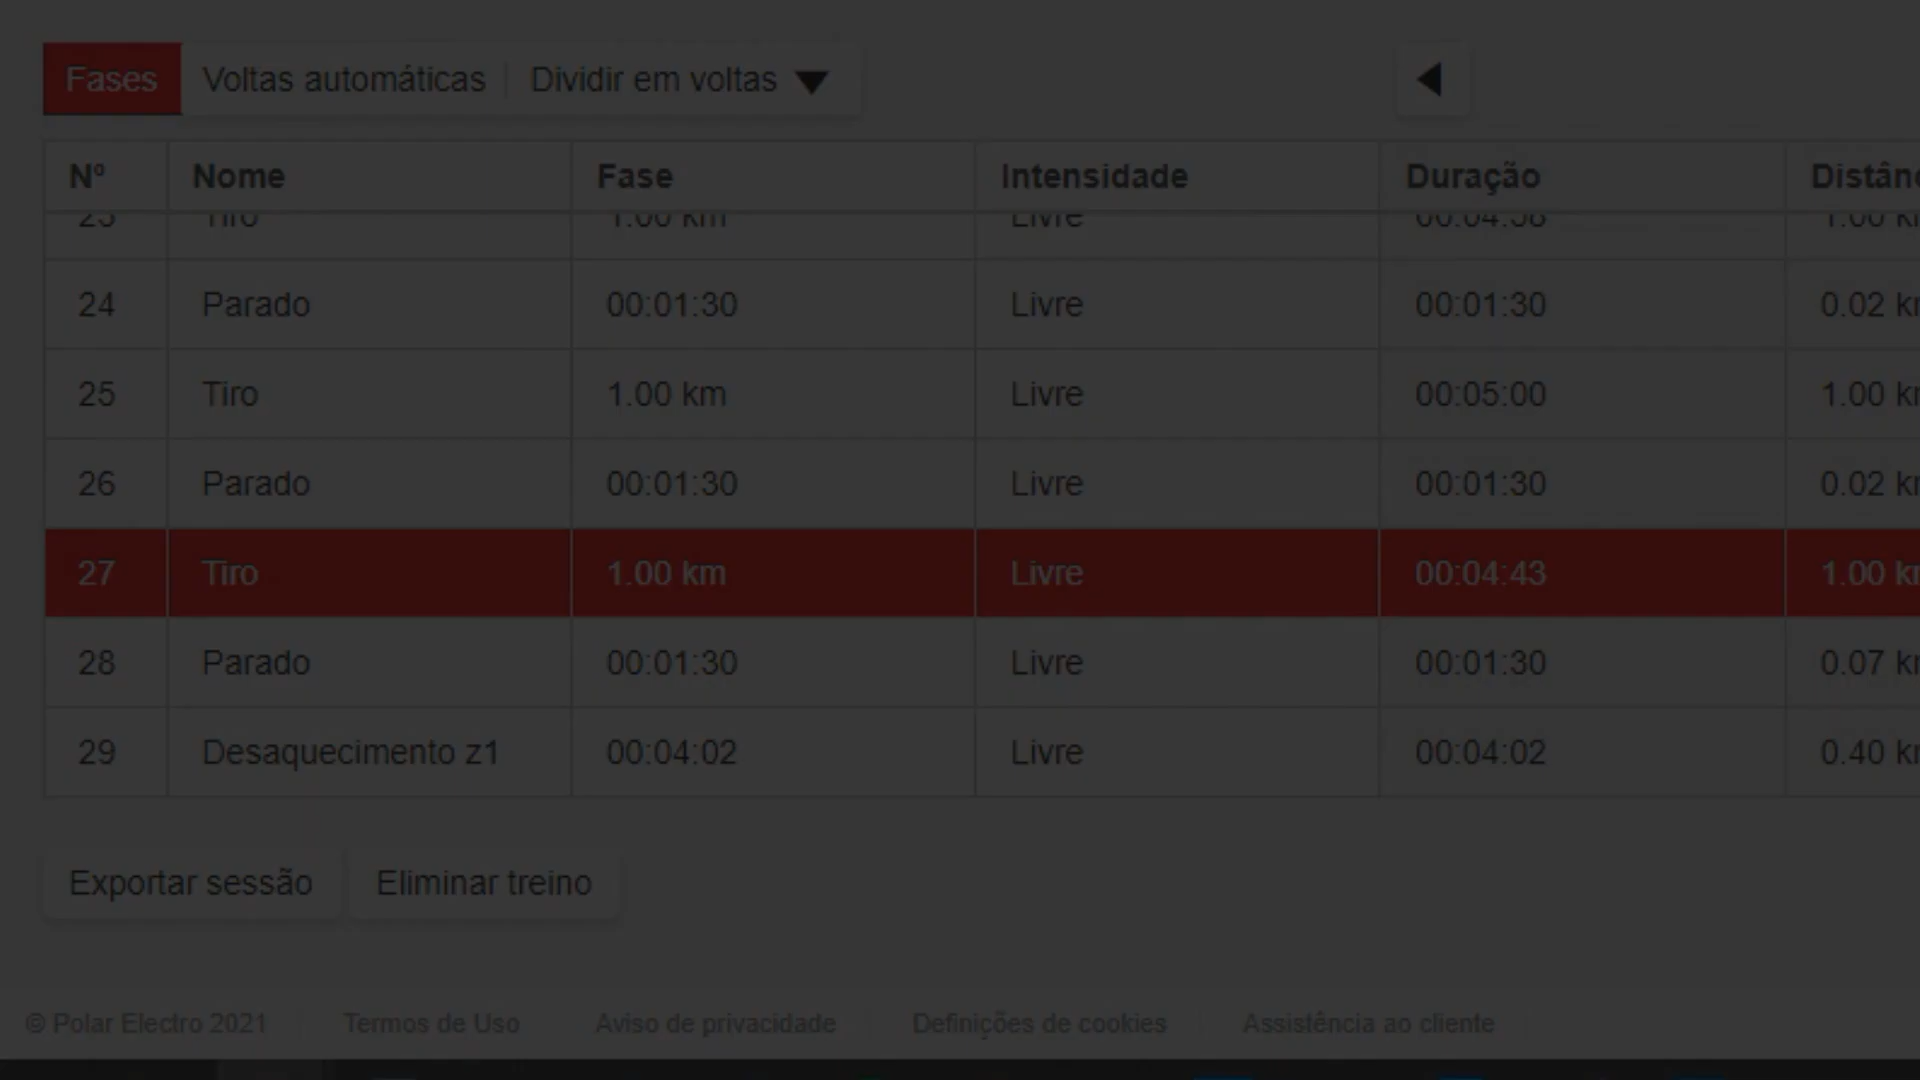 Fases Voltas automáticas Dividir em voltas
Nº Nome Fase Intensidade Duração Distânc
Tiro 1.00 km Livre
24 Parado 00:01:30 Livre 00:01:30 0.02 k
25 Tiro 1.00 km Livre 00:05:00 1.00 k
26 Parado 00:01:30 Livre 00:01:30 0.02 k
27 Tiro 1.00 km Livre 00:04:43 1.00 k
28 Parado 00:01:30 Livre 00:01:30 0.07 k
29 Desaquecimento z1 00:04:02 Livre 00:04:02 0.40 k
Exportar sessão Eliminar treino
© Polar Electro 2021 Termos de Uso Aviso de privacidade Definições de cookies Assistência ao cliente